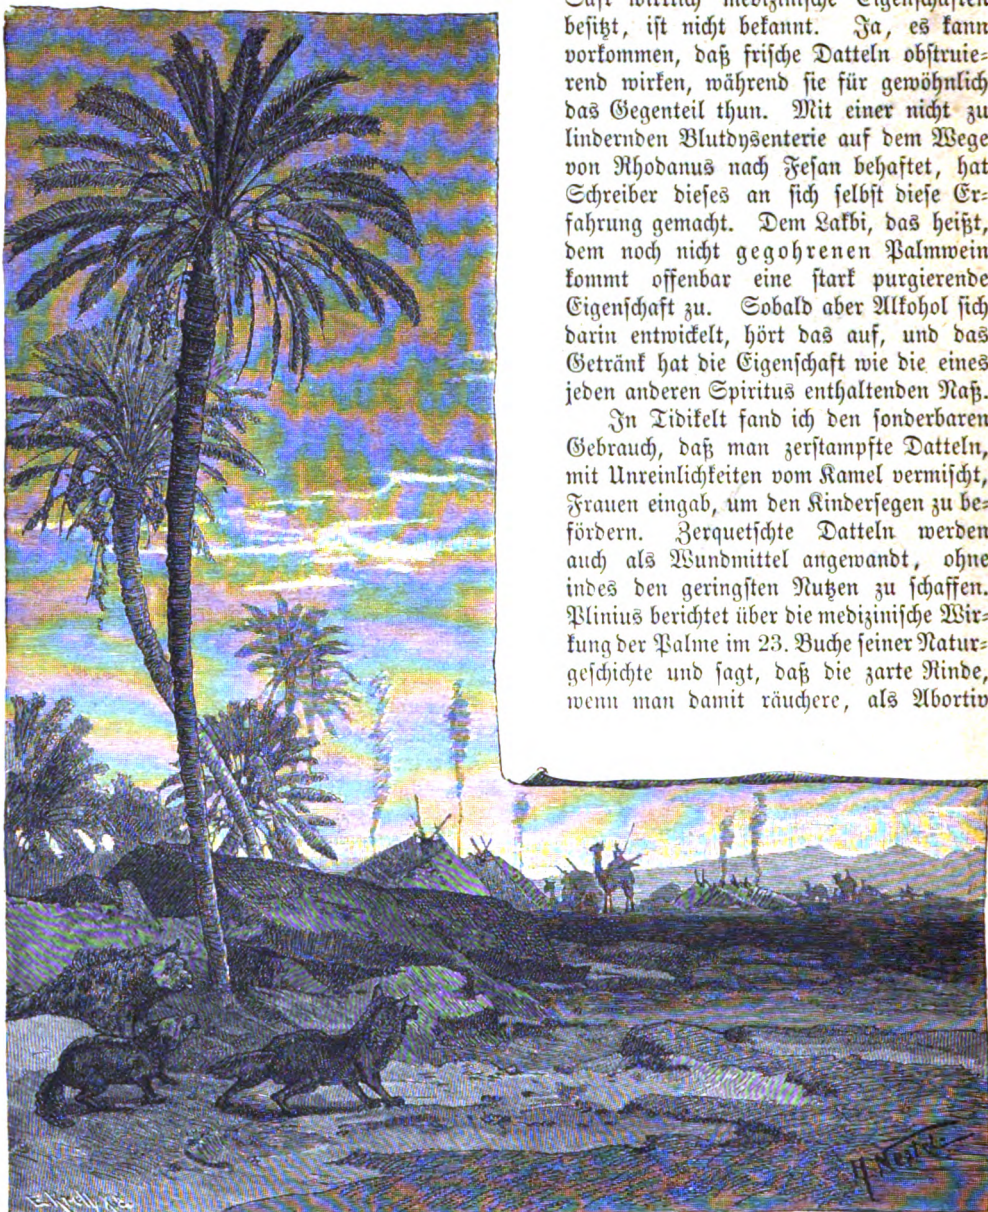 Saft wirklich medizinische Eigenschaften
besitzt, ist nicht bekannt. Ja, es kann
vorkommen, daß frische Datteln obstruie-
rend wirken, während sie für gewöhnlich
das Gegenteil thun. Mit einer nicht zu
lindernden Blutdysenterie auf dem Wege
von Rhodanus nach Fesan behaftet, hat
Schreiber dieses an sich selbst diese Er-
fahrung gemacht. Dem Lakbi, das heißt,
dem noch nicht gegohrenen Palmwein
kommt offenbar eine stark purgierende
Eigenschaft zu. Sobald aber Alkohol sich
darin entwickelt, hört das auf, und das
Getränk hat die Eigenschaft wie die eines
jeden anderen Spiritus enthaltenden Naß.
In Tidikelt fand ich den sonderbaren
Gebrauch, daß man zerstampfte Datteln,
mit Unreinlichkeiten vom Kamel vermischt,
Frauen eingab, um den Kindersegen zu be-
fördern. Zerquetschte Datteln werden
auch als Wundmittel angewandt, ohne
indes den geringsten Nutzen zu schaffen.
Plinius berichtet über die medizinische Wir-
kung der Palme im 23. Buche seiner Natur-
geschichte und sagt, daß die zarte Rinde,
wenn man damit räuchere, als Abortiv